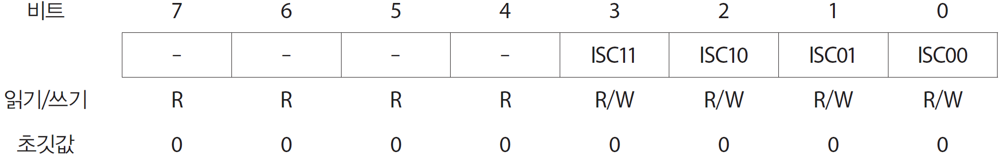 비트 7 6 5 4 3 2 1 0
– – – – ISC11 ISC10 ISC01 ISC00
읽기/쓰기 R R R R R/W R/W R/W R/W
초깃값 0 0 0 0 0 0 0 0